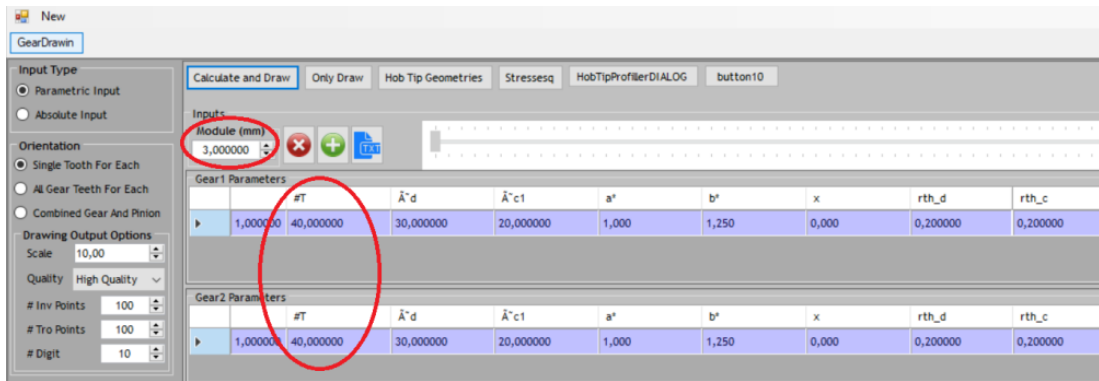 New
GearDrawin
Input Type
Parametric Input
Absolute Input
Orientation
Single Tooth For Each
All Gear Teeth For Each
Combined Gear And Pinion
Drawing Output Options
Scale 10,00
Quality High Quality
# Inv Points 100
# Tro Points 100
# Digit 10
Calculate and Draw Only Draw Hob Tip Geometries Stressesq HobTipProfilerDIALOG button10
Inputs
Module (mm)
3,000000
TXT
Gear1 Parameters
#T Ã˜d Ã˜c1 a° b° x rth_d rth_c
1,000000 40,000000 30,000000 20,000000 1,000 1,250 0,000 0,200000 0,200000
Gear2 Parameters
#T Ã˜d Ã˜c1 a° b° x rth_d rth_c
1,000000 40,000000 30,000000 20,000000 1,000 1,250 0,000 0,200000 0,200000